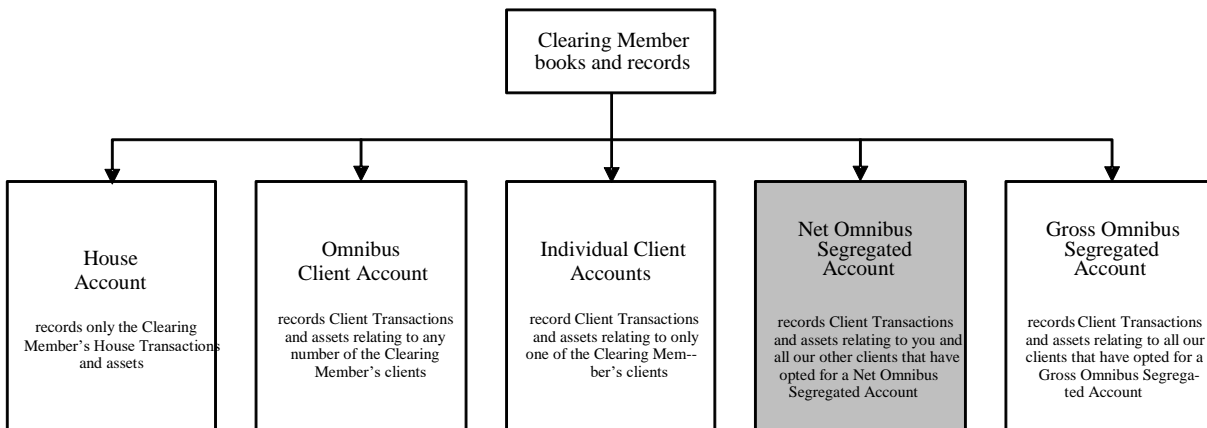 Clearing Member
books and records
House
Account
records only the Clearing
Member's House Transactions
and assets
Omnibus
Client Account
records Client Transactions
and assets relating to any
number of the Clearing
Member's clients
Individual Client
Accounts
record Client Transactions
and assets relating to only
one of the Clearing Mem--
ber's clients
Net Omnibus
Segregated
Account
records Client Transactions
and assets relating to you and
all our other clients that have
opted for a Net Omnibus
Segregated Account
Gross Omnibus
Segregated
Account
records Client Transactions
and assets relating to all our
clients that have opted for a
Gross Omnibus Segrega-
ted Account